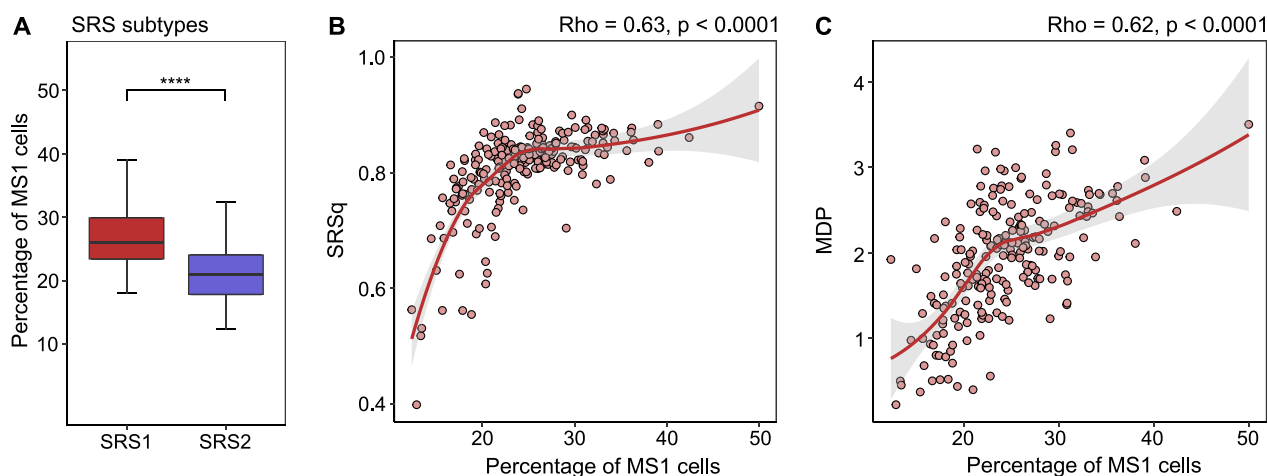 A SRS subtypes
Percentage of MS1 cells
50
40
30
20
10
****
SRS1 SRS2
B Rho = 0.63, p < 0.0001
SRSq
1.0
0.8
0.6
0.4
20 30 40 50
Percentage of MS1 cells
C Rho = 0.62, p < 0.0001
MDP
4
3
2
1
20 30 40 50
Percentage of MS1 cells